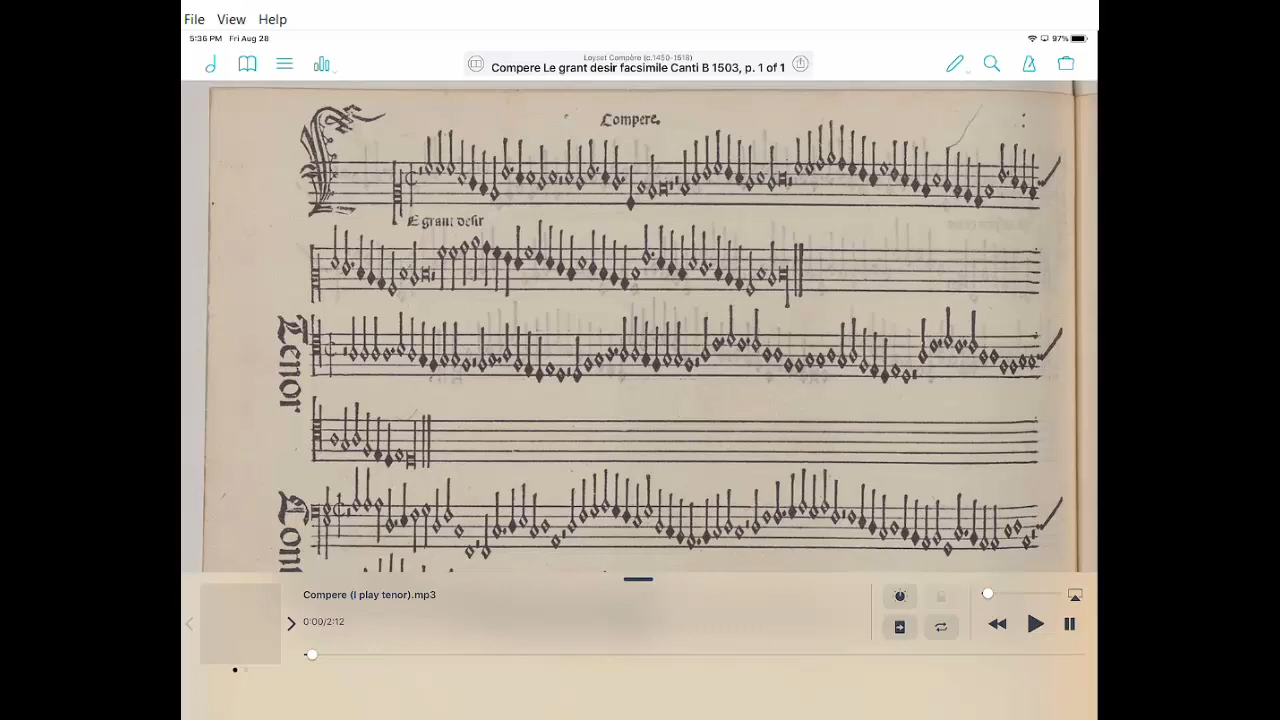 File View Help
5:36 PM Fri Aug 28
97%
Loyset Compère (c.1450-1518)
Compere Le grant desir facsimile Canti B 1503, p. 1 of 1
Compere.
E grant desir
Tenor
Compere (I play tenor).mp3
0:00/2:12